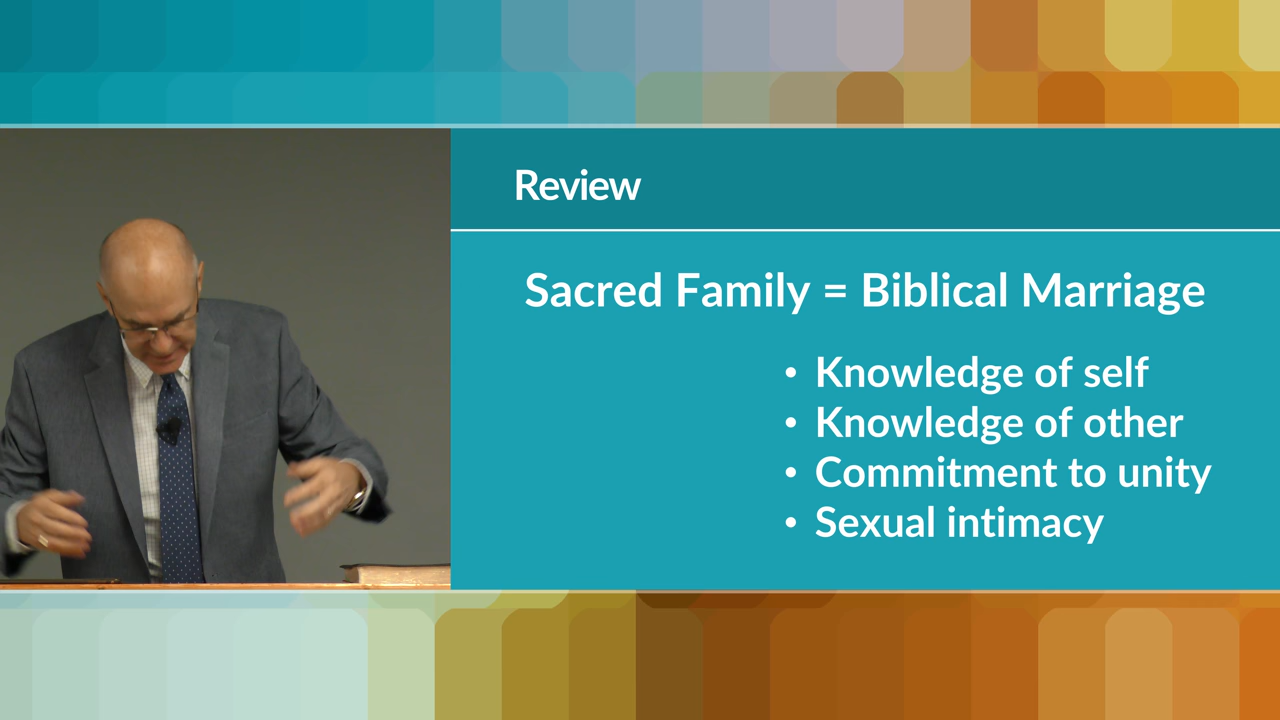 Review
Sacred Family = Biblical Marriage
• Knowledge of self
• Knowledge of other
• Commitment to unity
• Sexual intimacy